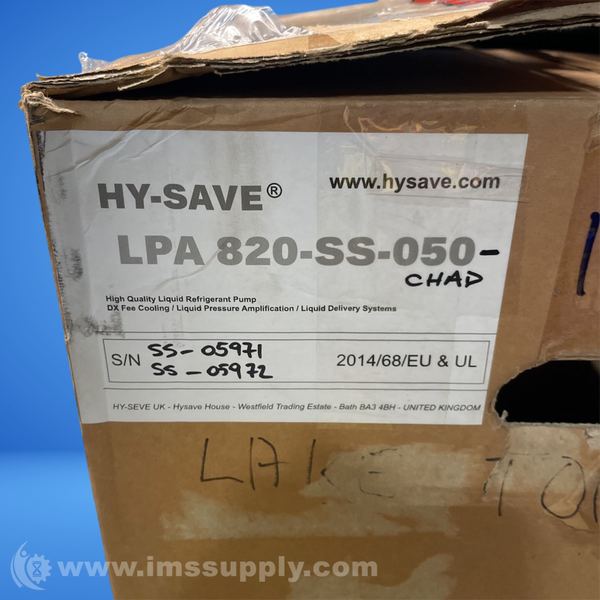 HY-SAVE®
www.hysave.com
LPA 820-SS-050-
CHAD
High Quality Liquid Refrigerant Pump
DX Fee Cooling / Liquid Pressure Amplification / Liquid Delivery Systems
S/N SS-05971
SS-05972
2014/68/EU & UL
HY-SEVE UK - Hysave House - Westfield Trading Estate - Bath BA3 4BH - UNITED KINGDOM
LAKE
www.imssupply.com